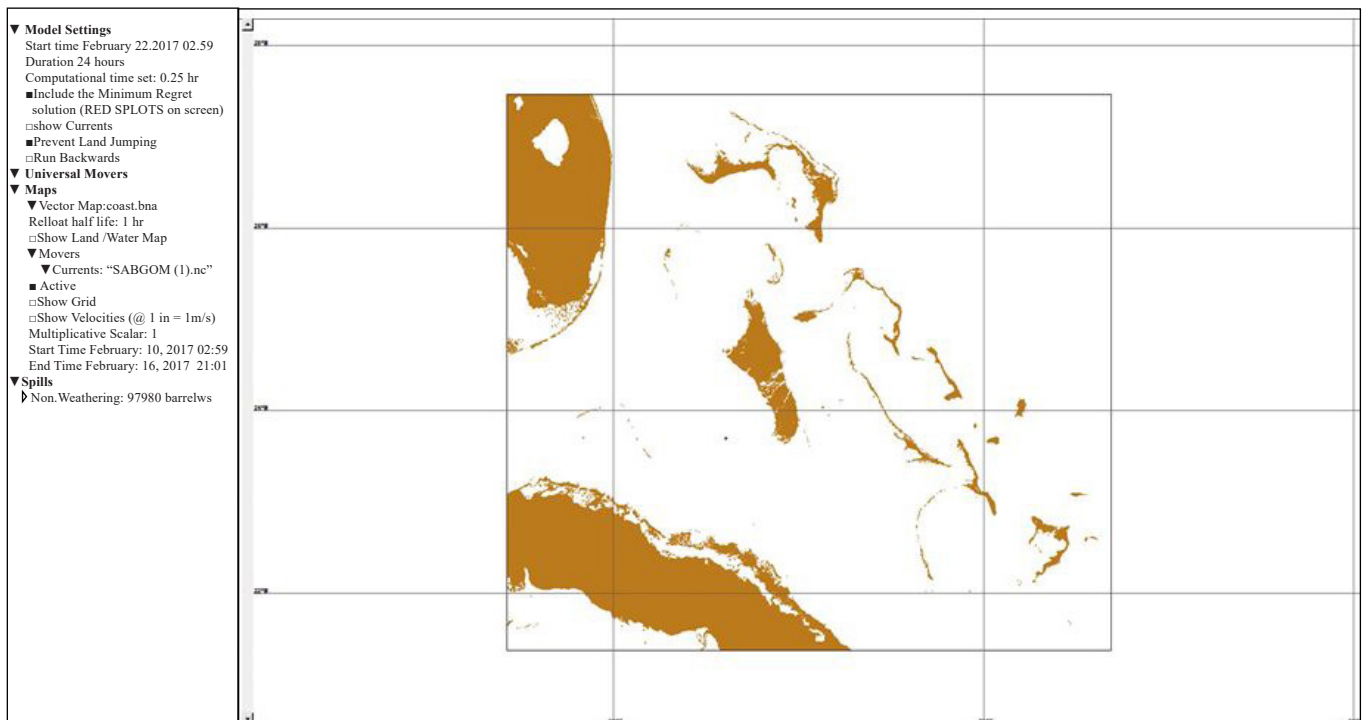 ▼ Model Settings
Start time February 22.2017 02.59
Duration 24 hours
Computational time set: 0.25 hr
■Include the Minimum Regret
solution (RED SPLOTS on screen)
□show Currents
■Prevent Land Jumping
□Run Backwards
▼ Universal Movers
▼ Maps
▼Vector Map:coast.bna
Relloat half life: 1 hr
□Show Land /Water Map
▼Movers
▼Currents: “SABGOM (1).nc”
■ Active
□Show Grid
□Show Velocities (@ 1 in = 1m/s)
Multiplicative Scalar: 1
Start Time February: 10, 2017 02:59
End Time February: 16, 2017 21:01
▼Spills
Non.Weathering: 97980 barrelws